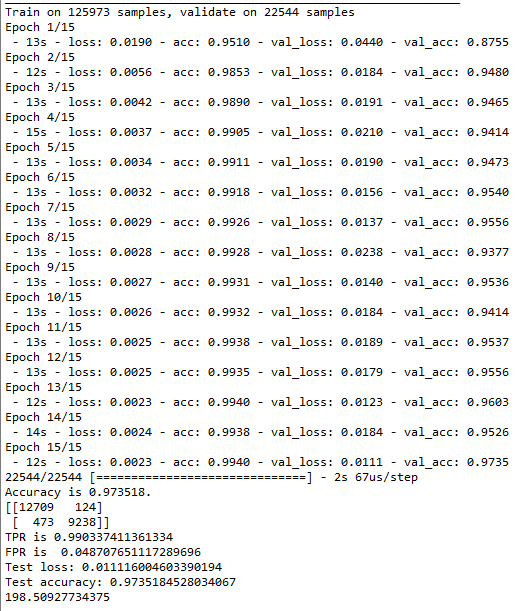 Train on 125973 samples, validate on 22544 samples
Epoch 1/15
 - 13s - loss: 0.0190 - acc: 0.9510 - val_loss: 0.0440 - val_acc: 0.8755
Epoch 2/15
 - 12s - loss: 0.0056 - acc: 0.9853 - val_loss: 0.0184 - val_acc: 0.9480
Epoch 3/15
 - 13s - loss: 0.0042 - acc: 0.9890 - val_loss: 0.0191 - val_acc: 0.9465
Epoch 4/15
 - 15s - loss: 0.0037 - acc: 0.9905 - val_loss: 0.0210 - val_acc: 0.9414
Epoch 5/15
 - 13s - loss: 0.0034 - acc: 0.9911 - val_loss: 0.0190 - val_acc: 0.9473
Epoch 6/15
 - 13s - loss: 0.0032 - acc: 0.9918 - val_loss: 0.0156 - val_acc: 0.9540
Epoch 7/15
 - 13s - loss: 0.0029 - acc: 0.9926 - val_loss: 0.0137 - val_acc: 0.9556
Epoch 8/15
 - 13s - loss: 0.0028 - acc: 0.9928 - val_loss: 0.0238 - val_acc: 0.9377
Epoch 9/15
 - 13s - loss: 0.0027 - acc: 0.9931 - val_loss: 0.0140 - val_acc: 0.9536
Epoch 10/15
 - 13s - loss: 0.0026 - acc: 0.9932 - val_loss: 0.0184 - val_acc: 0.9414
Epoch 11/15
 - 13s - loss: 0.0025 - acc: 0.9938 - val_loss: 0.0189 - val_acc: 0.9537
Epoch 12/15
 - 13s - loss: 0.0025 - acc: 0.9935 - val_loss: 0.0179 - val_acc: 0.9556
Epoch 13/15
 - 12s - loss: 0.0023 - acc: 0.9940 - val_loss: 0.0123 - val_acc: 0.9603
Epoch 14/15
 - 14s - loss: 0.0024 - acc: 0.9938 - val_loss: 0.0184 - val_acc: 0.9526
Epoch 15/15
 - 12s - loss: 0.0023 - acc: 0.9940 - val_loss: 0.0111 - val_acc: 0.9735
22544/22544 [==============================] - 2s 67us/step
Accuracy is 0.973518.
[[12709   124]
 [  473  9238]]
TPR is 0.990337411361334
FPR is  0.048707651117289696
Test loss: 0.011116004603390194
Test accuracy: 0.9735184528034067
198.50927734375